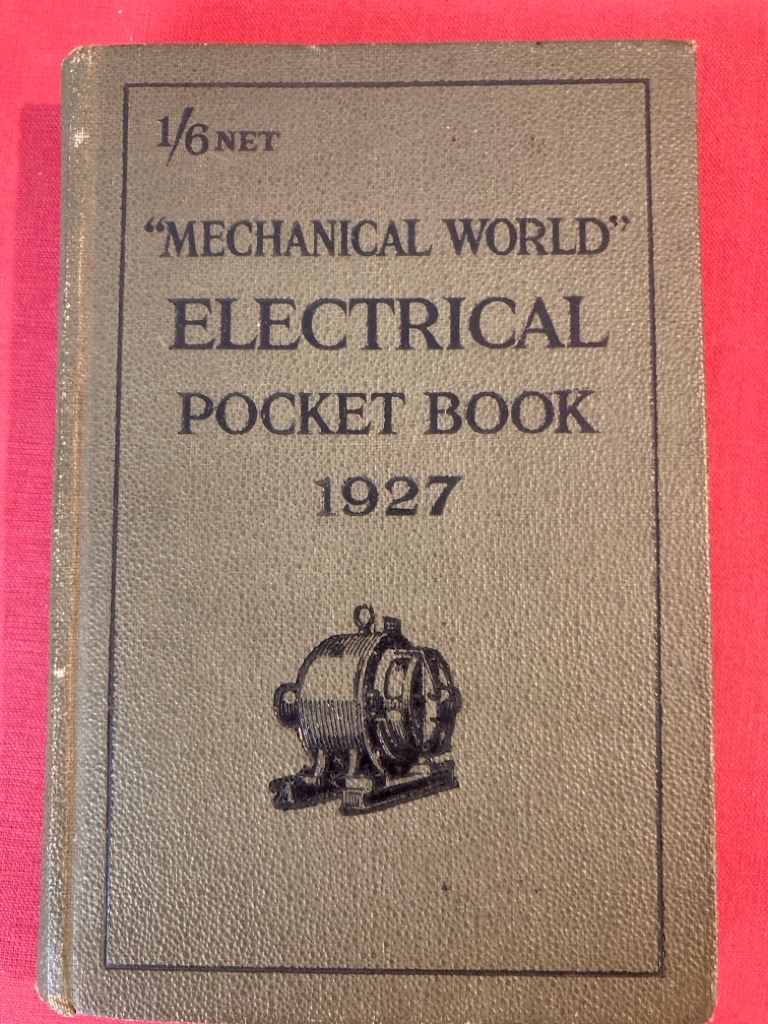 1/6 NET
“MECHANICAL WORLD”
ELECTRICAL
POCKET BOOK
1927